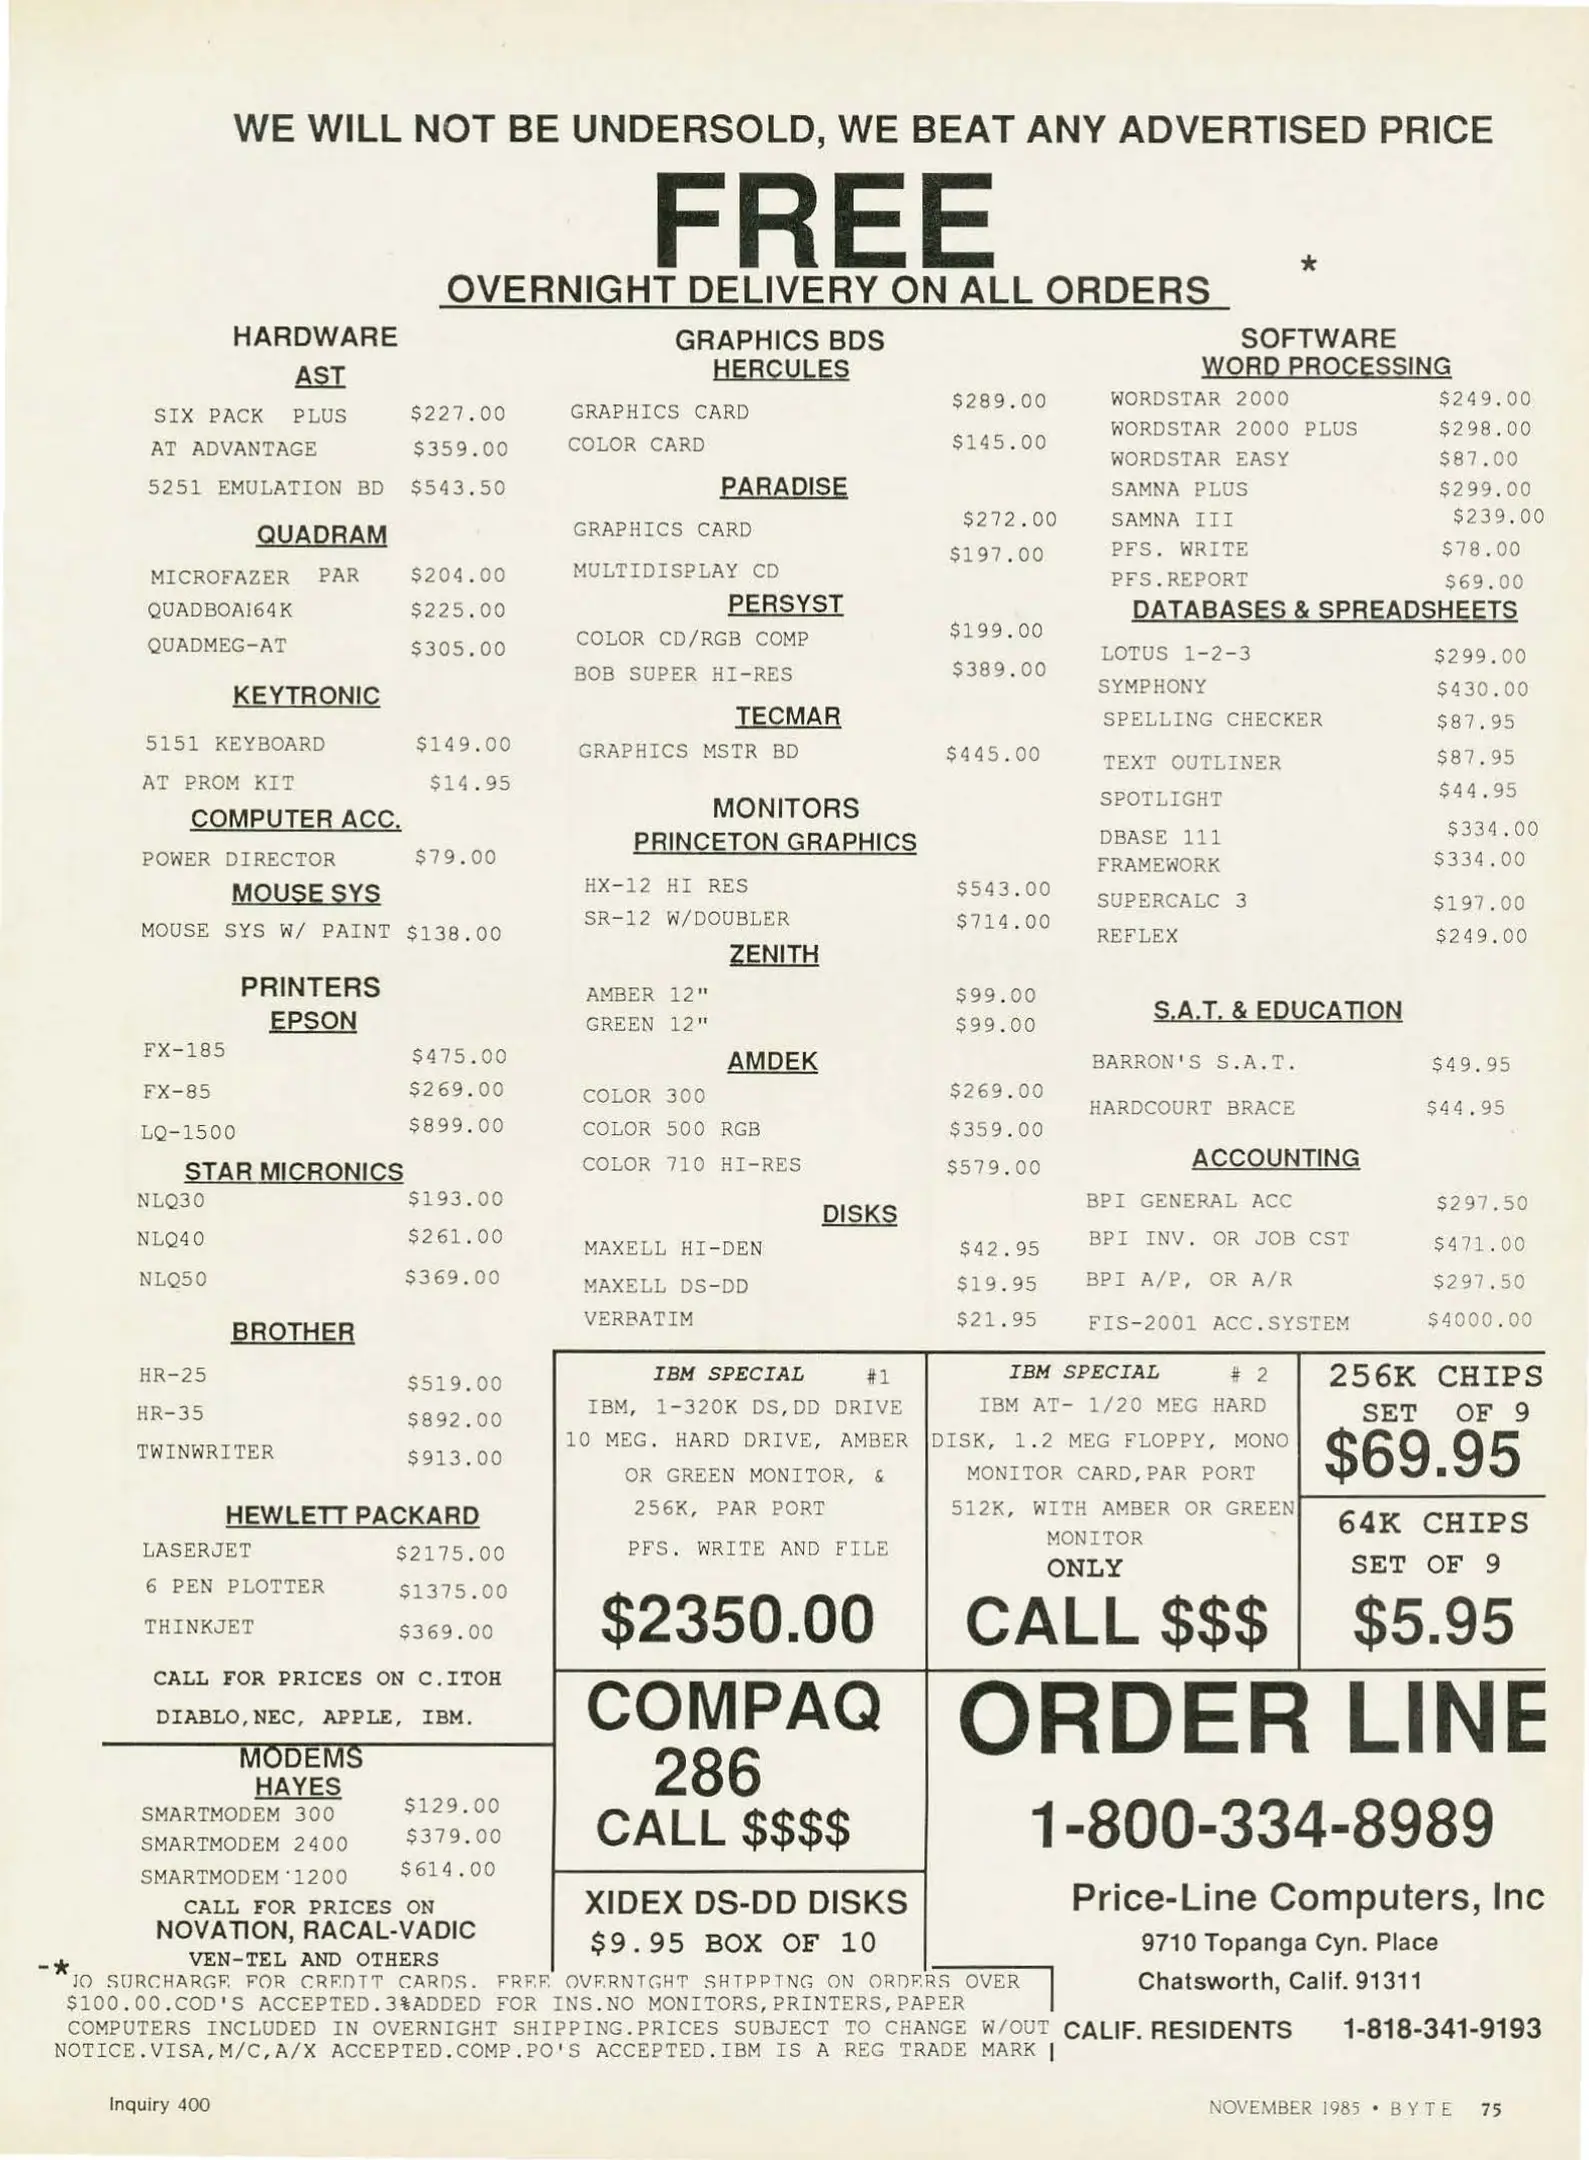 WE WILL NOT BE UNDERSOLD, WE BEAT ANY ADVERTISED PRICE
FREE
OVERNIGHT DELIVERY ON ALL ORDERS *
HARDWARE
AST
SIX PACK PLUS $227.00
AT ADVANTAGE $359.00
5251 EMULATION BD $543.50
QUADRAM
MICROFAZER PAR $204.00
QUADBOAI64K $225.00
QUADMEG-AT $305.00
KEYTRONIC
5151 KEYBOARD $149.00
AT PROM KIT $14.95
COMPUTER ACC.
POWER DIRECTOR $79.00
MOUSE SYS
MOUSE SYS W/ PAINT $138.00
PRINTERS
EPSON
FX-185 $475.00
FX-85 $269.00
LQ-1500 $899.00
STAR MICRONICS
NLQ30 $193.00
NLQ40 $261.00
NLQ50 $369.00
BROTHER
HR-25 $519.00
HR-35 $892.00
TWINWRITER $913.00
HEWLETT PACKARD
LASERJET $2175.00
6 PEN PLOTTER $1375.00
THINKJET $369.00
CALL FOR PRICES ON C.ITOH
DIABLO,NEC, APPLE, IBM.
MODEMS
HAYES
SMARTMODEM 300 $129.00
SMARTMODEM 2400 $379.00
SMARTMODEM 1200 $614.00
CALL FOR PRICES ON
NOVATION, RACAL-VADIC
VEN-TEL AND OTHERS
GRAPHICS BDS
HERCULES
GRAPHICS CARD $289.00
COLOR CARD $145.00
PARADISE
GRAPHICS CARD $272.00
MULTIDISPLAY CD $197.00
PERSYST
COLOR CD/RGB COMP $199.00
BOB SUPER HI-RES $389.00
TECMAR
GRAPHICS MSTR BD $445.00
MONITORS
PRINCETON GRAPHICS
HX-12 HI RES $543.00
SR-12 W/DOUBLER $714.00
ZENITH
AMBER 12" $99.00
GREEN 12" $99.00
AMDEK
COLOR 300 $269.00
COLOR 500 RGB $359.00
COLOR 710 HI-RES $579.00
DISKS
MAXELL HI-DEN $42.95
MAXELL DS-DD $19.95
VERBATIM $21.95
SOFTWARE
WORD PROCESSING
WORDSTAR 2000 $249.00
WORDSTAR 2000 PLUS $298.00
WORDSTAR EASY $87.00
SAMNA PLUS $299.00
SAMNA III $239.00
PFS. WRITE $78.00
PFS.REPORT $69.00
DATABASES & SPREADSHEETS
LOTUS 1-2-3 $299.00
SYMPHONY $430.00
SPELLING CHECKER $87.95
TEXT OUTLINER $87.95
SPOTLIGHT $44.95
DBASE 111 $334.00
FRAMEWORK $334.00
SUPERCALC 3 $197.00
REFLEX $249.00
S.A.T. & EDUCATION
BARRON'S S.A.T. $49.95
HARDCOURT BRACE $44.95
ACCOUNTING
BPI GENERAL ACC $297.50
BPI INV. OR JOB CST $471.00
BPI A/P, OR A/R $297.50
FIS-2001 ACC.SYSTEM $4000.00
IBM SPECIAL #1
IBM, 1-320K DS,DD DRIVE
10 MEG. HARD DRIVE, AMBER
OR GREEN MONITOR, &
256K, PAR PORT
PFS. WRITE AND FILE
$2350.00
IBM SPECIAL # 2
IBM AT- 1/20 MEG HARD
DISK, 1.2 MEG FLOPPY, MONO
MONITOR CARD,PAR PORT
512K, WITH AMBER OR GREEN
MONITOR
ONLY
CALL $$$
256K CHIPS
SET OF 9
$69.95
64K CHIPS
SET OF 9
$5.95
COMPAQ
286
CALL $$$$
XIDEX DS-DD DISKS
$9.95 BOX OF 10
ORDER LINE
1-800-334-8989
Price-Line Computers, Inc
9710 Topanga Cyn. Place
Chatsworth, Calif. 91311
CALIF. RESIDENTS 1-818-341-9193
-* JO SURCHARGE FOR CREDIT CARDS. FREE OVERNIGHT SHIPPING ON ORDERS OVER
$100.00.COD'S ACCEPTED.3%ADDED FOR INS.NO MONITORS,PRINTERS,PAPER
COMPUTERS INCLUDED IN OVERNIGHT SHIPPING.PRICES SUBJECT TO CHANGE W/OUT
NOTICE.VISA,M/C,A/X ACCEPTED.COMP.PO'S ACCEPTED.IBM IS A REG TRADE MARK
Inquiry 400
NOVEMBER 1985 • BYTE 75